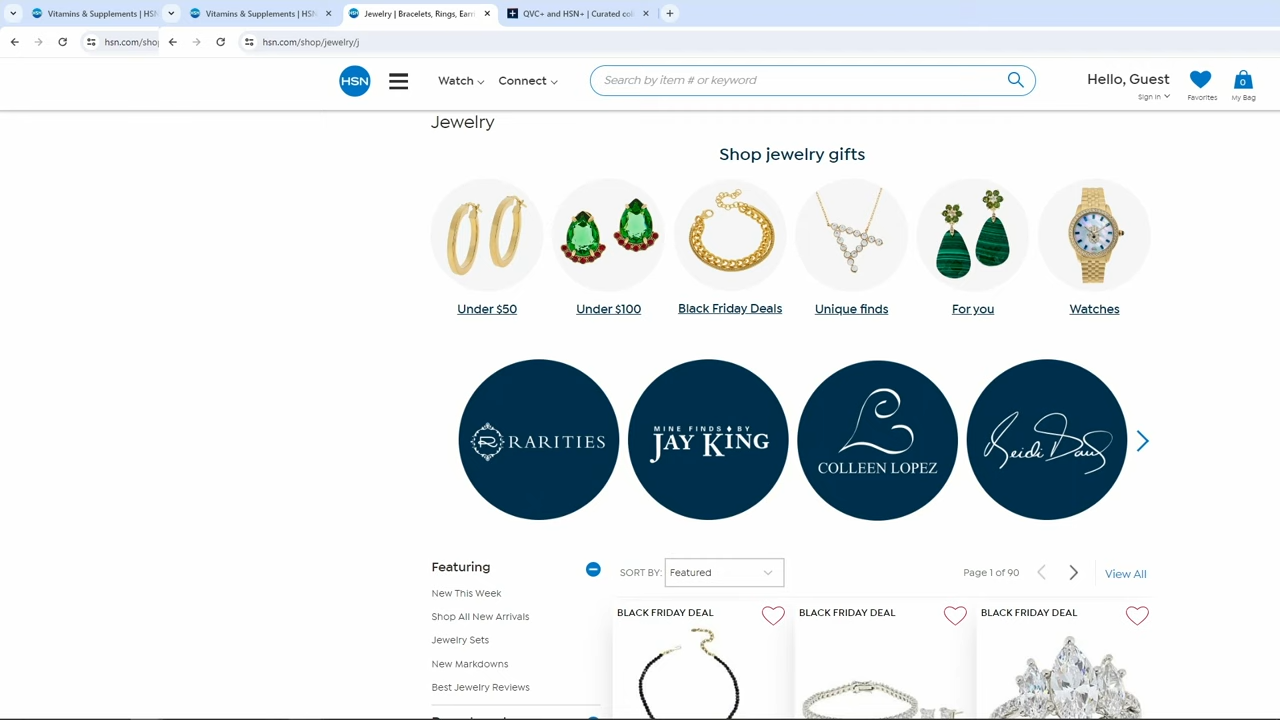 Vitamins & Supplements | HSN
Vitamins & Supplements | HSN
Jewelry | Bracelets, Rings, Earr
QVC+ and HSN+ | Curated col
hsn.com/shop
hsn.com/shop/jewelry/j
HSN
Watch
Connect
Search by item # or keyword
Hello, Guest
Sign in
Favorites
0
My Bag
Jewelry
Shop jewelry gifts
Under $50
Under $100
Black Friday Deals
Unique finds
For you
Watches
R RARITIES
MINE FINDS BY
JAY KING
COLLEEN LOPEZ
Heidi Daus
Featuring
New This Week
Shop All New Arrivals
Jewelry Sets
New Markdowns
Best Jewelry Reviews
SORT BY: Featured
Page 1 of 90
View All
BLACK FRIDAY DEAL
BLACK FRIDAY DEAL
BLACK FRIDAY DEAL